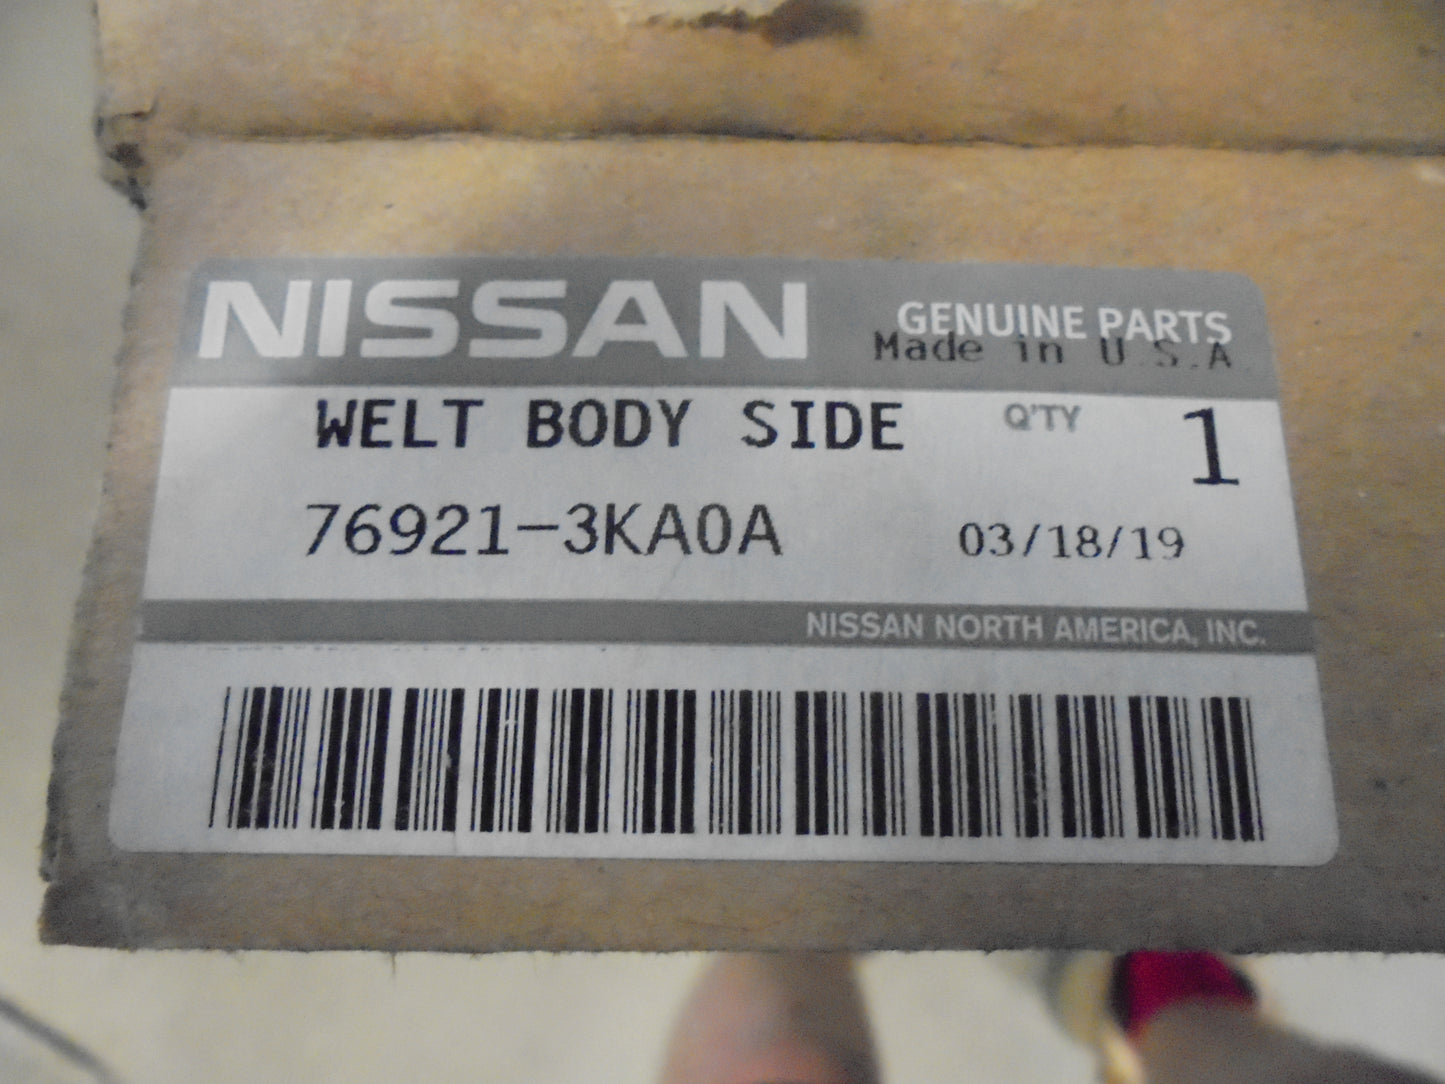 NISSAN GENUINE PARTS
Made in U.S.A
WELT BODY SIDE Q'TY 1
76921-3KA0A 03/18/19
NISSAN NORTH AMERICA, INC.